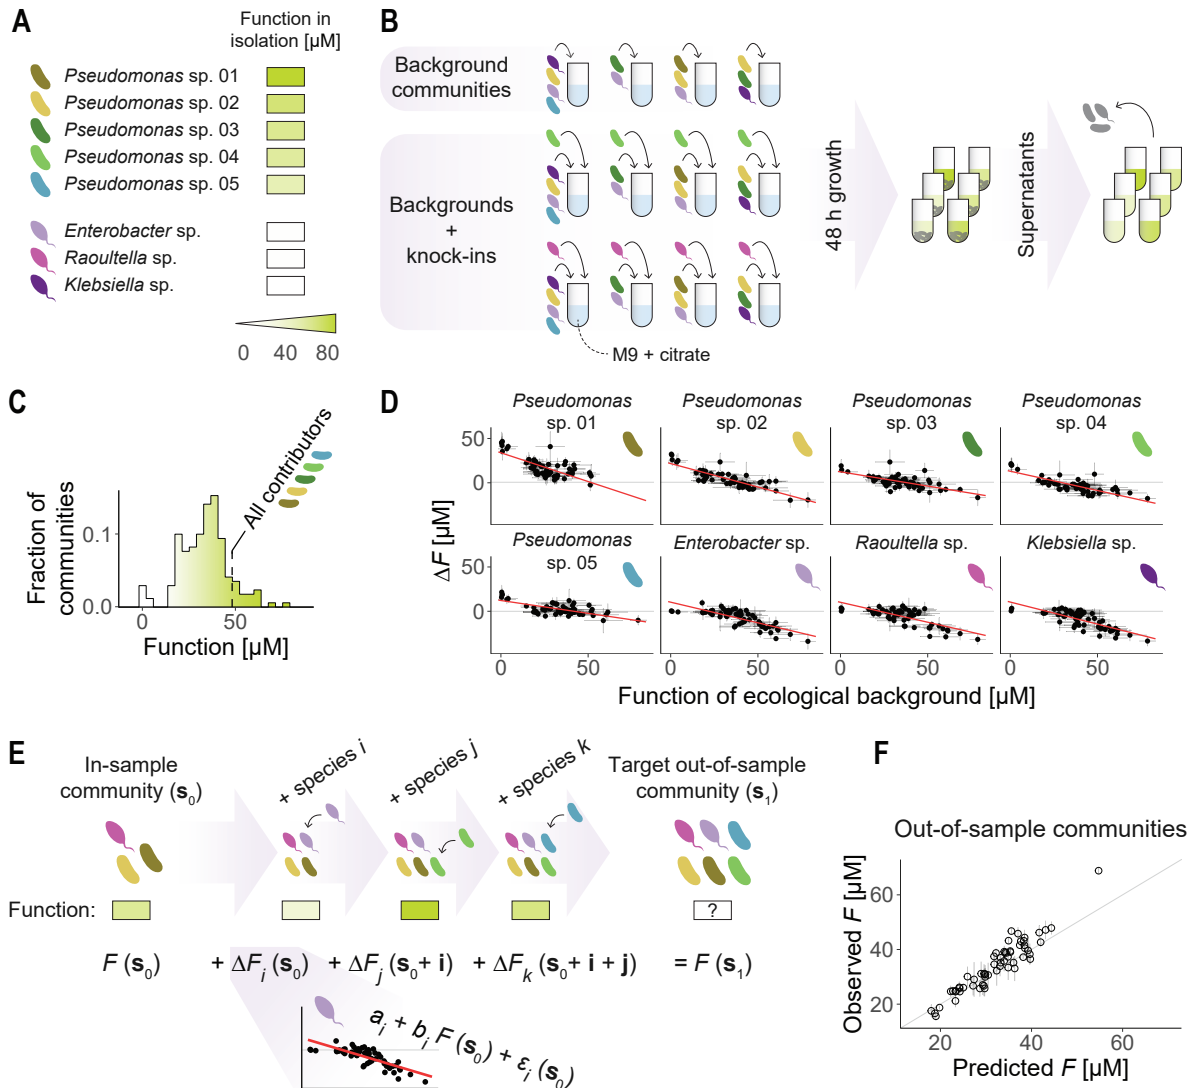 A
Function in
isolation [µM]
Pseudomonas sp. 01
Pseudomonas sp. 02
Pseudomonas sp. 03
Pseudomonas sp. 04
Pseudomonas sp. 05
Enterobacter sp.
Raoultella sp.
Klebsiella sp.
0 40 80
B
Background
communities
Backgrounds
+
knock-ins
M9 + citrate
48 h growth
Supernatants
C
Fraction of
communities
0.1
0.0
0 50
Function [µM]
All contributors
D
Pseudomonas
sp. 01
Pseudomonas
sp. 02
Pseudomonas
sp. 03
Pseudomonas
sp. 04
Pseudomonas
sp. 05
Enterobacter sp.
Raoultella sp.
Klebsiella sp.
ΔF [µM]
50
0
50
0
0 50 0 50 0 50 0 50
Function of ecological background [µM]
E
In-sample
community (s₀)
+ species i
+ species j
+ species k
Target out-of-sample
community (s₁)
Function:
?
F (s₀) + ΔFᵢ (s₀) + ΔFⱼ (s₀+ i) + ΔFₖ (s₀+ i + j) = F (s₁)
aᵢ + bᵢ F (s₀) + εᵢ (s₀)
F
Out-of-sample communities
Observed F [µM]
60
40
20
20 40 60
Predicted F [µM]